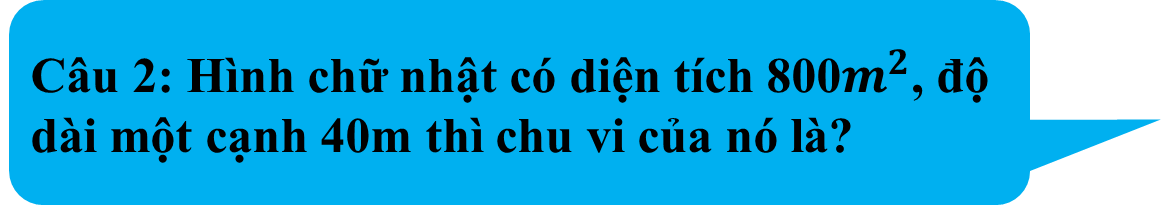 Câu 2: Hình chữ nhật có diện tích 800m², độ
dài một cạnh 40m thì chu vi của nó là?